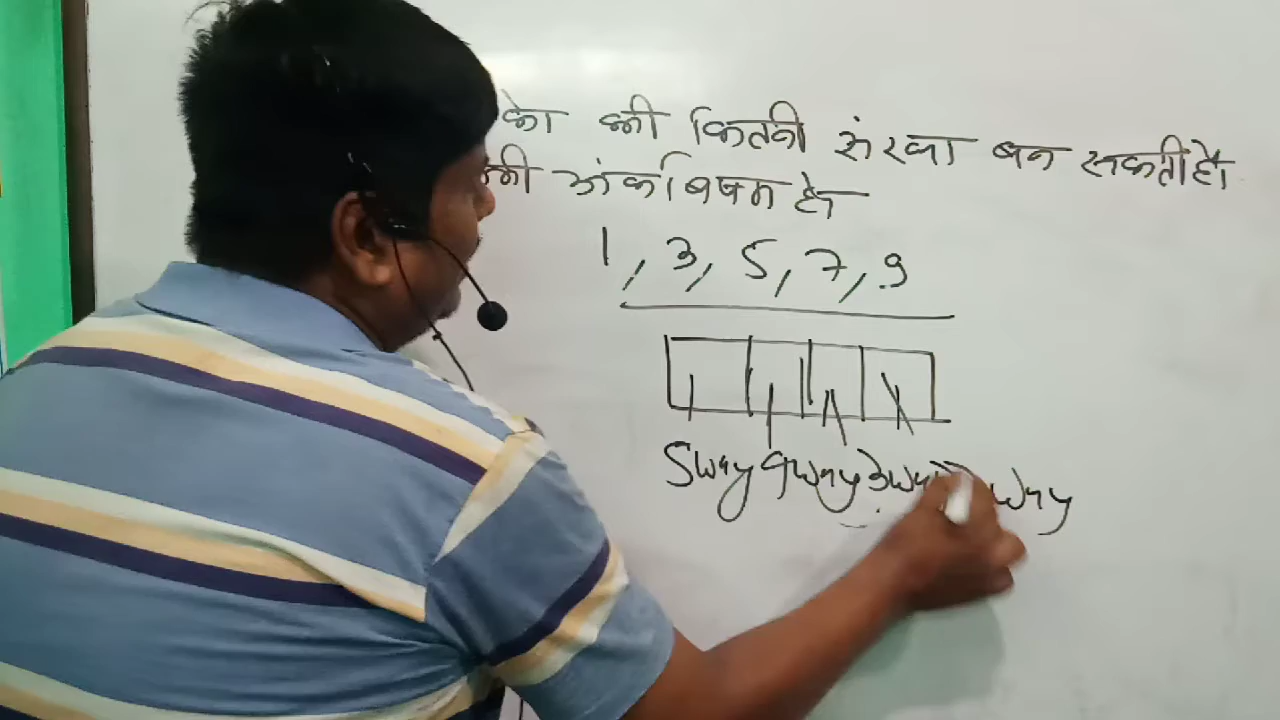 को की कितनी संख्या बन सकती है।
की अंक बिषम हो
1, 3, 5, 7, 9
5way 4way 3way way